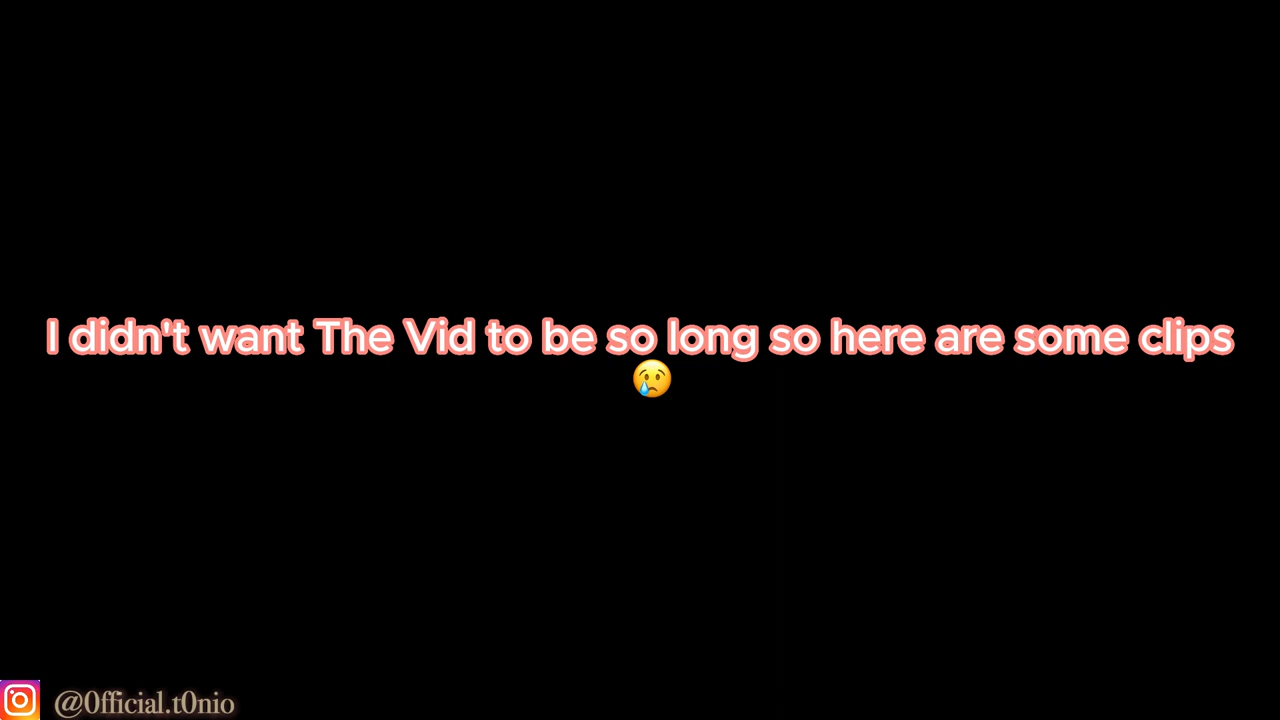 I didn't want The Vid to be so long so here are some clips
😢
@0fficial.t0nio